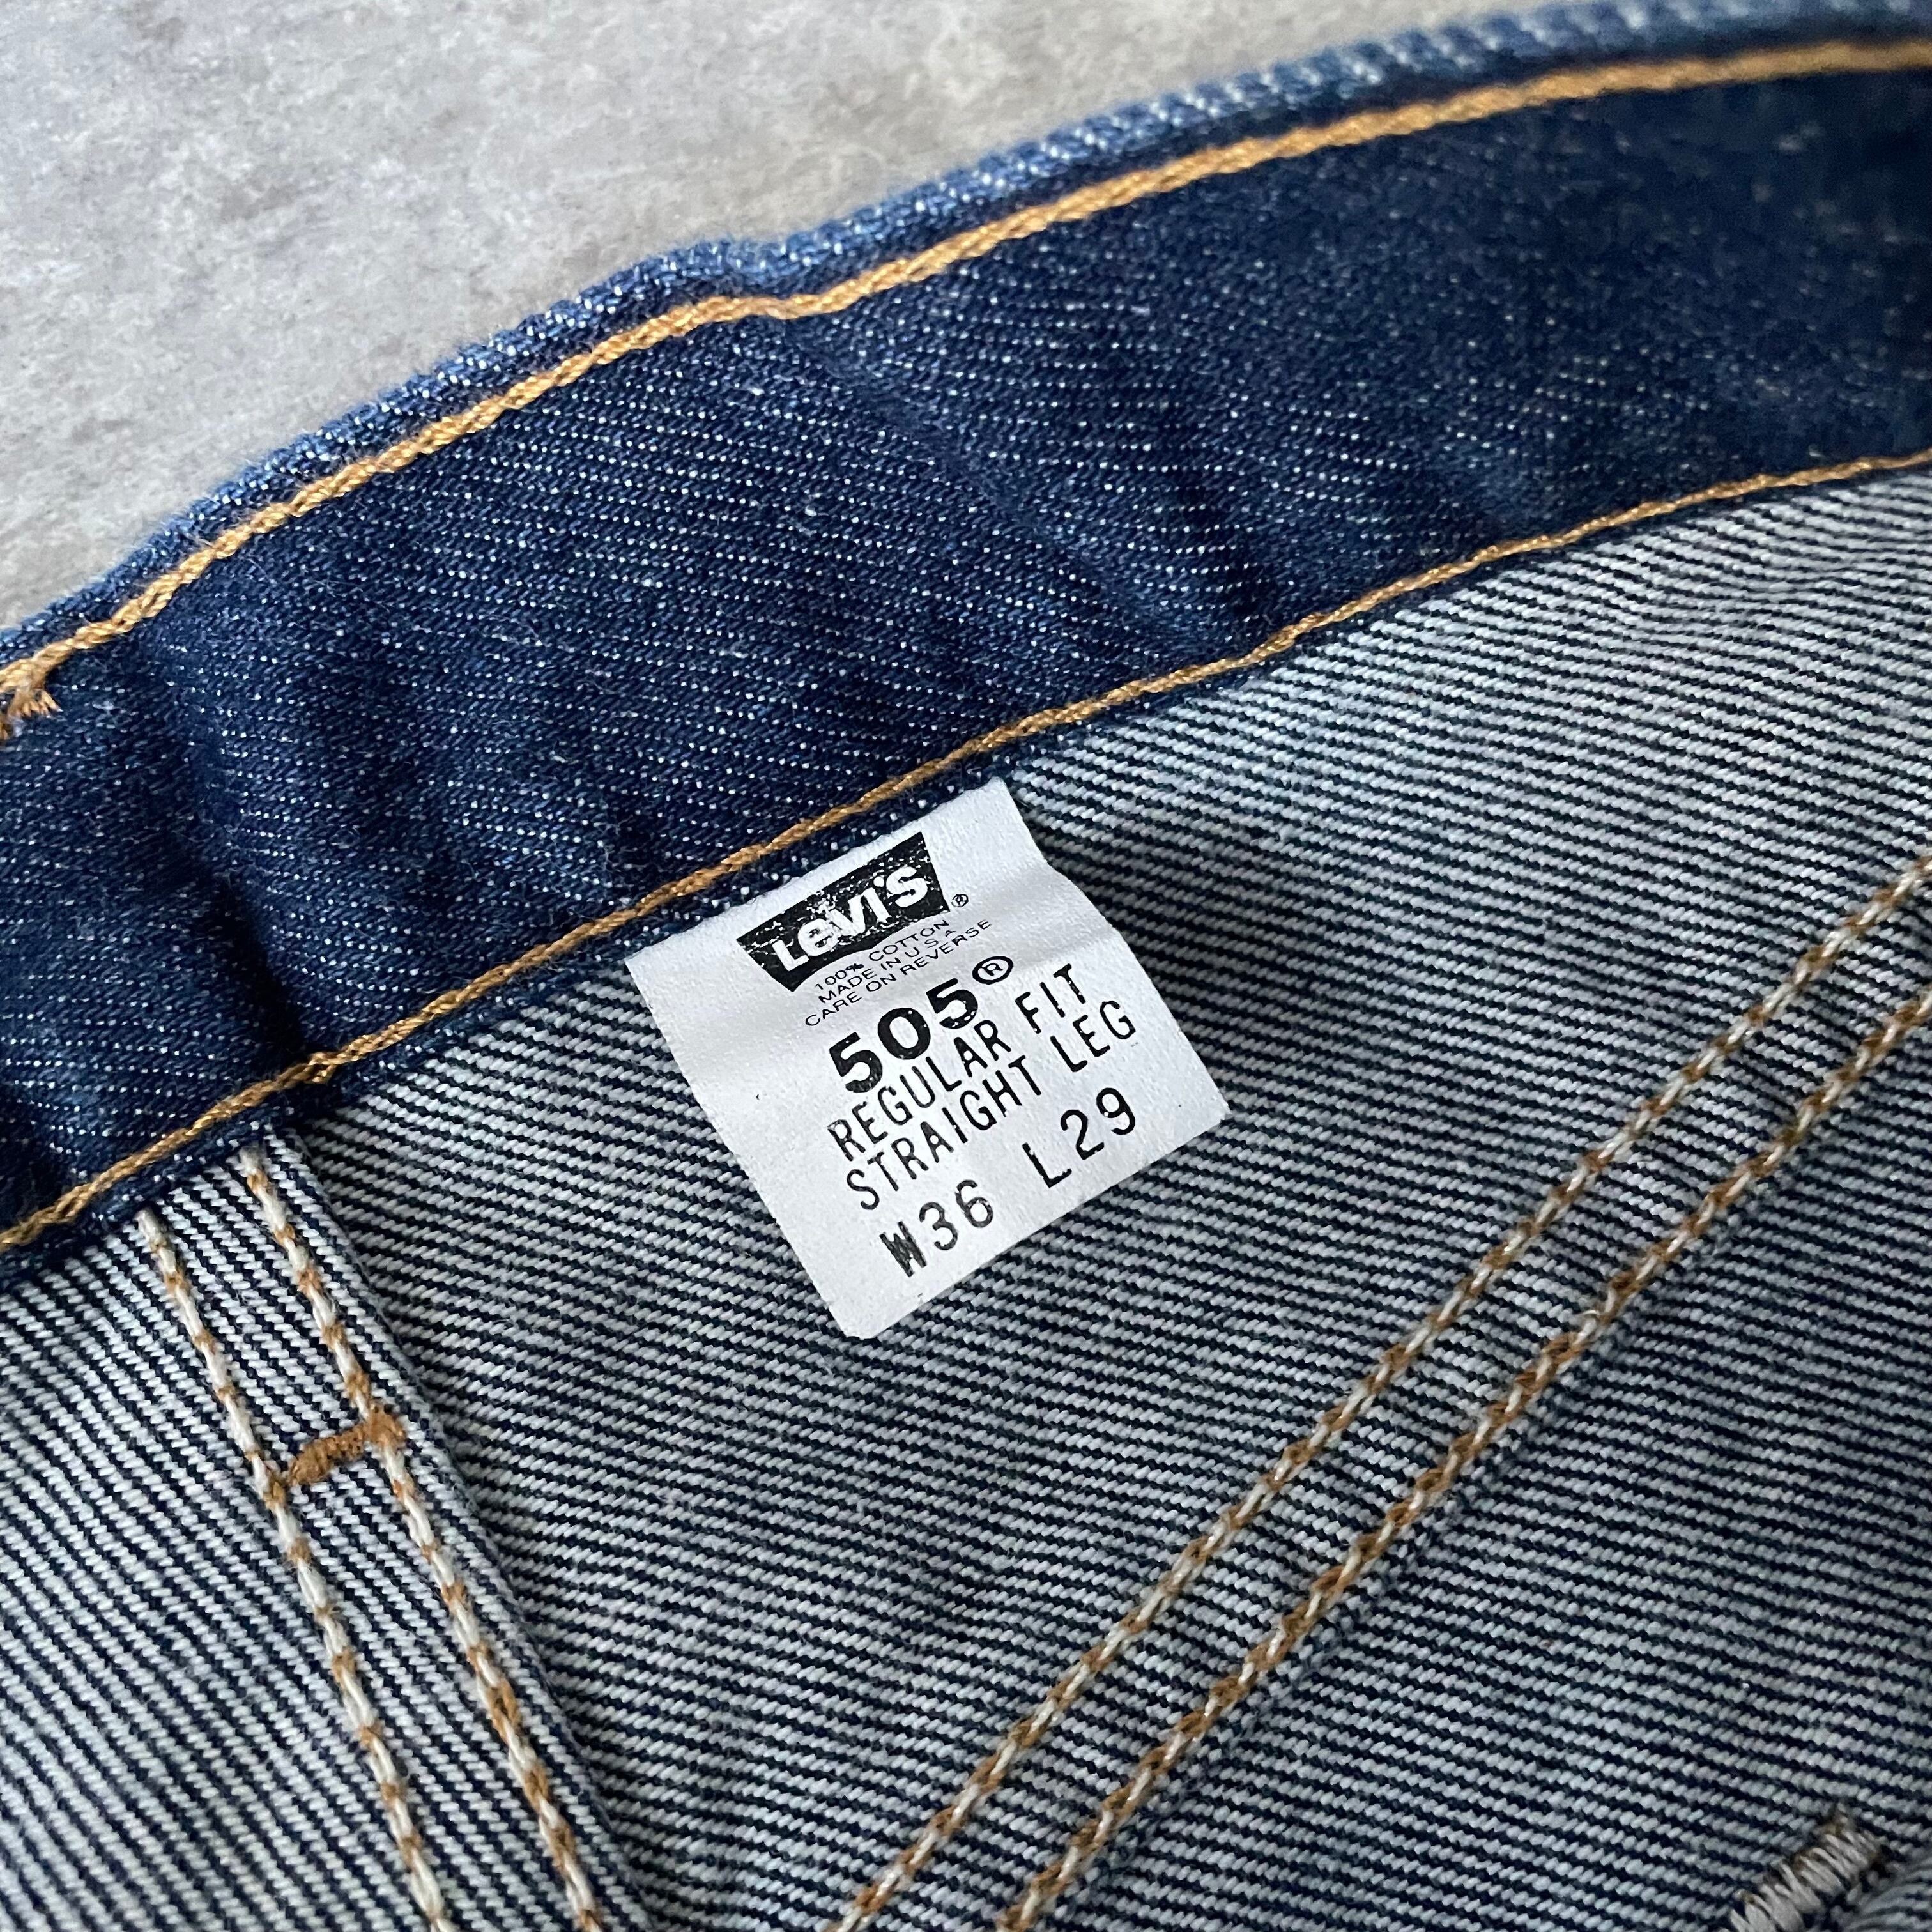 Levi's®
100% COTTON
MADE IN U.S.A
CARE ON REVERSE
505®
REGULAR FIT
STRAIGHT LEG
W36 L29